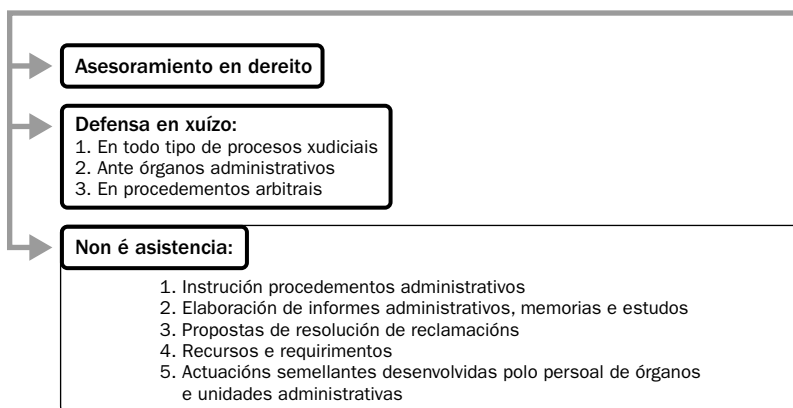 Asesoramiento en dereito
Defensa en xuízo:
1. En todo tipo de procesos xudiciais
2. Ante órganos administrativos
3. En procedementos arbitrais
Non é asistencia:
1. Instrución procedementos administrativos
2. Elaboración de informes administrativos, memorias e estudos
3. Propostas de resolución de reclamacións
4. Recursos e requirimentos
5. Actuacións semellantes desenvolvidas polo persoal de órganos
e unidades administrativas